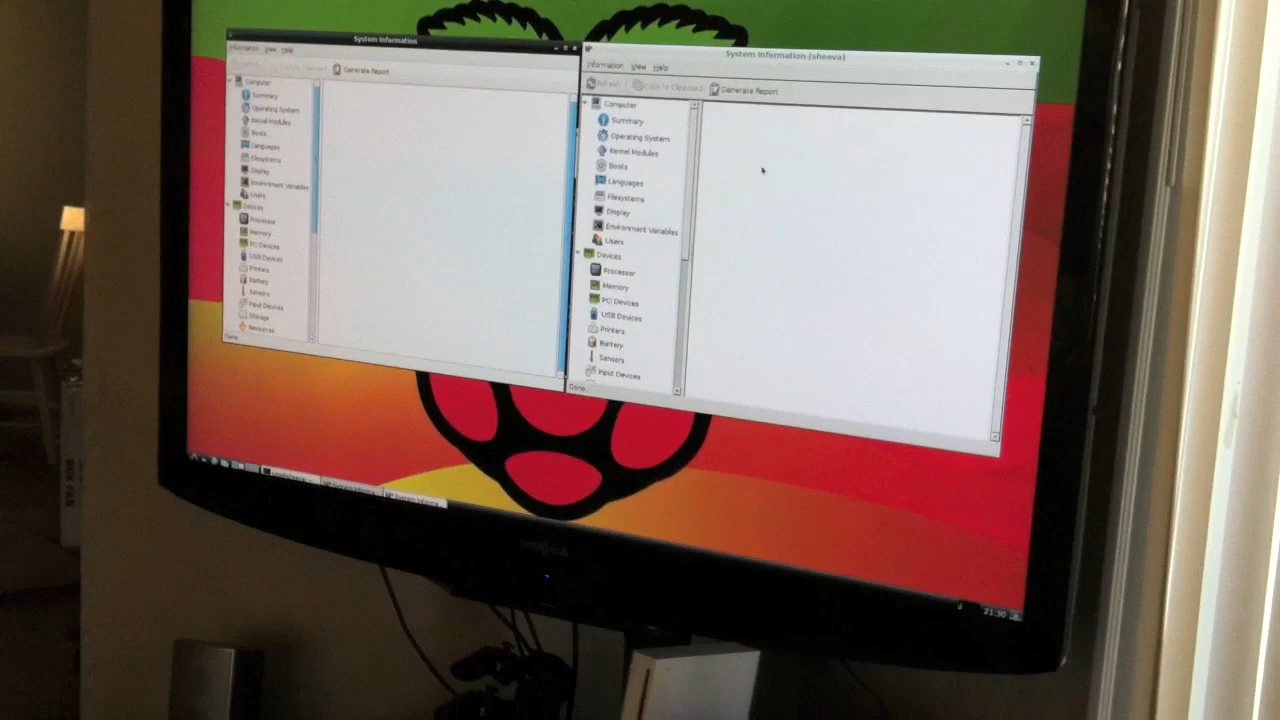 System Information
Information View Help
Generate Report
Computer
Summary
Operating System
Kernel Modules
Boots
Languages
Filesystems
Display
Environment Variables
Users
Devices
Processor
Memory
PCI Devices
USB Devices
Printers
Battery
Sensors
Input Devices
Storage
Resources
Done.
System Information (sheeva)
Information View Help
Refresh Copy to Clipboard Generate Report
Computer
Summary
Operating System
Kernel Modules
Boots
Languages
Filesystems
Display
Environment Variables
Users
Devices
Processor
Memory
PCI Devices
USB Devices
Printers
Battery
Sensors
Input Devices
Done.
INSIGNIA
21:30